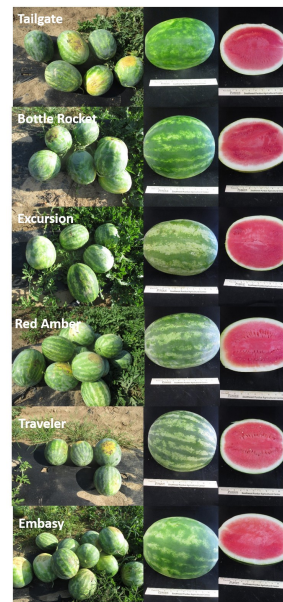 Tailgate
Bottle Rocket
Excursion
Red Amber
Traveler
Embasy